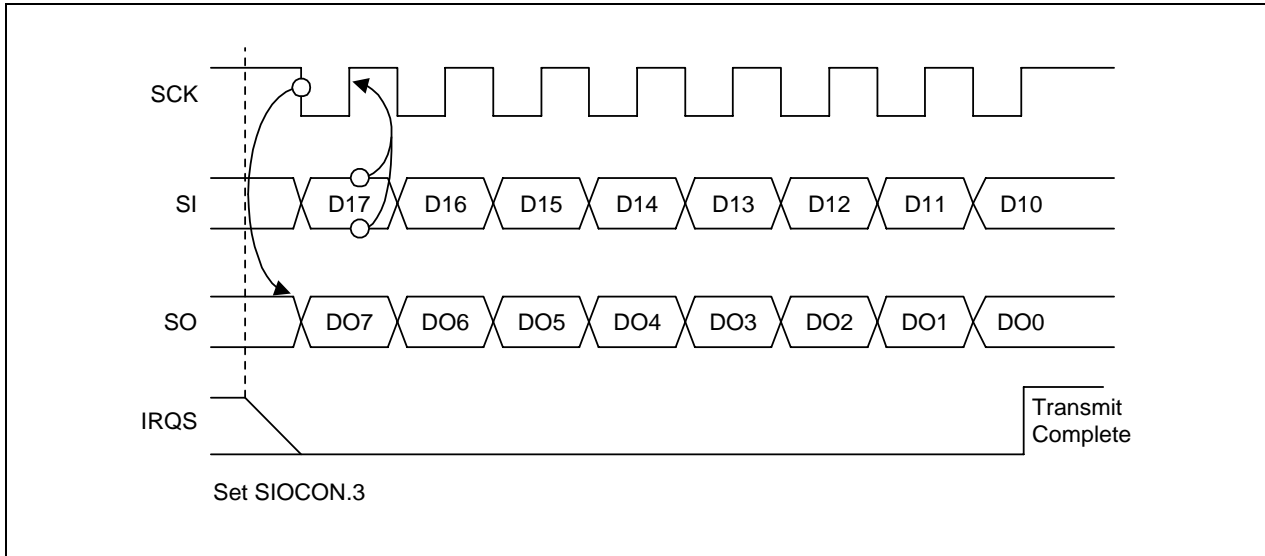 SCK
SI D17 D16 D15 D14 D13 D12 D11 D10
SO DO7 DO6 DO5 DO4 DO3 DO2 DO1 DO0
IRQS
Transmit
Complete
Set SIOCON.3